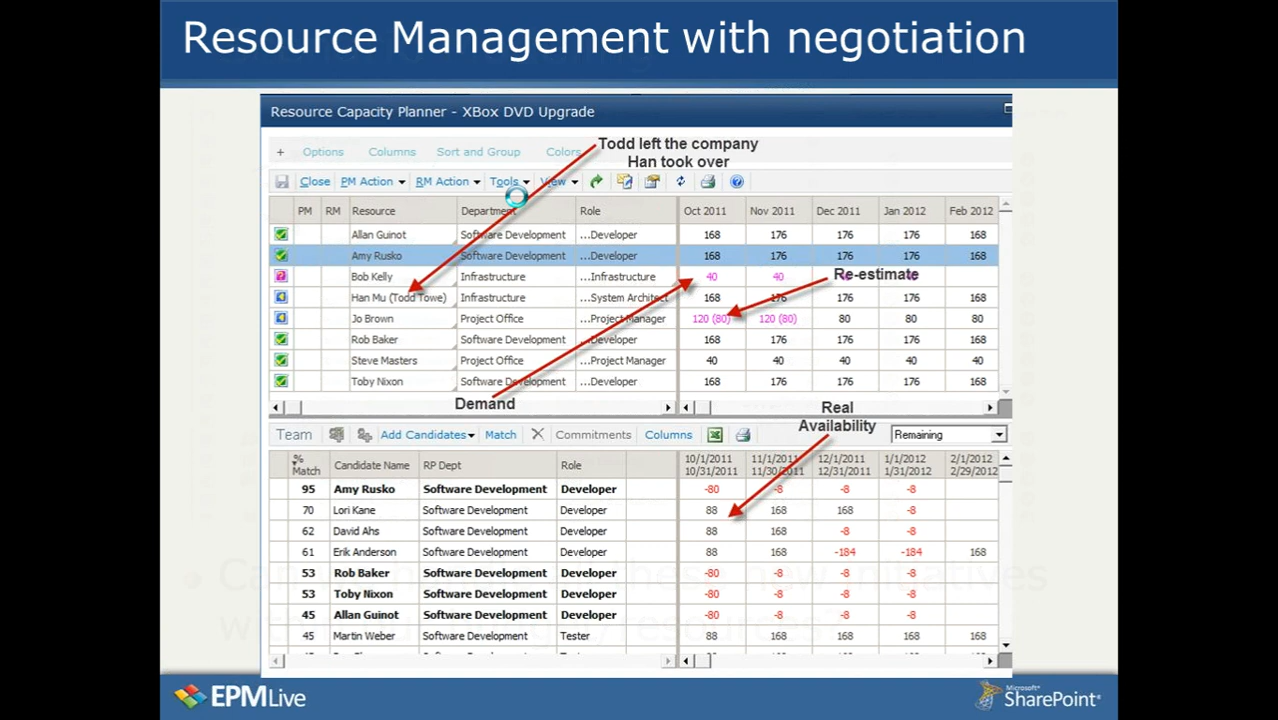 Resource Management with negotiation
Resource Capacity Planner - XBox DVD Upgrade
Todd left the company
Han took over
+ Options Columns Sort and Group Colors
Close PM Action RM Action Tools View
PM RM Resource Department Role Oct 2011 Nov 2011 Dec 2011 Jan 2012 Feb 2012
Allan Guinot Software Development ...Developer 168 176 176 176 168
Amy Rusko Software Development ...Developer 168 176 176 176 168
Bob Kelly Infrastructure ...Infrastructure 40 40
Re-estimate
Han Mu (Todd Towe) Infrastructure ...System Architect 168 176 176 176 168
Jo Brown Project Office ...Project Manager 120 (80) 120 (80) 80 80 80
Rob Baker Software Development ...Developer 168 176 176 176 168
Steve Masters Project Office ...Project Manager 40 40 40 40 40
Toby Nixon Software Development ...Developer 168 176 176 176 168
Demand
Real
Availability
Team Add Candidates Match Commitments Columns Remaining
% Match Candidate Name RP Dept Role 10/1/2011 10/31/2011 11/1/2011 11/30/2011 12/1/2011 12/31/2011 1/1/2012 1/31/2012 2/1/2012 2/29/2012
95 Amy Rusko Software Development Developer -80 -8 -8 -8
70 Lori Kane Software Development Developer 88 168 168 -8
62 David Ahs Software Development Developer 88 168 -8 -8
61 Erik Anderson Software Development Developer 88 168 -184 -184 168
53 Rob Baker Software Development Developer -80 -8 -8 -8
53 Toby Nixon Software Development Developer -80 -8 -8 -8
45 Allan Guinot Software Development Developer -80 -8 -8 -8
45 Martin Weber Software Development Tester 88 168 168 168 168
EPMLive
Microsoft® SharePoint®